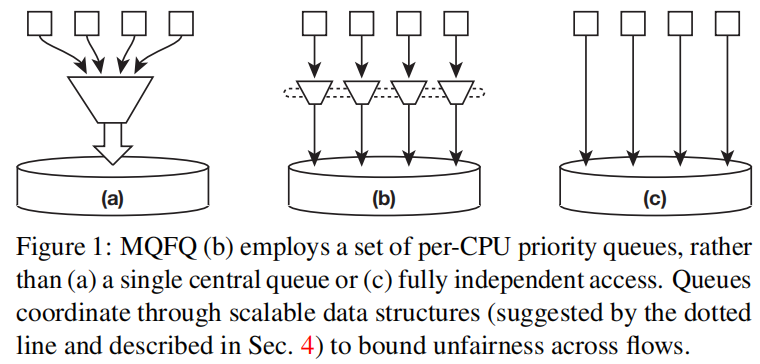 (a) (b) (c)
Figure 1: MQFQ (b) employs a set of per-CPU priority queues, rather
than (a) a single central queue or (c) fully independent access. Queues
coordinate through scalable data structures (suggested by the dotted
line and described in Sec. 4) to bound unfairness across flows.